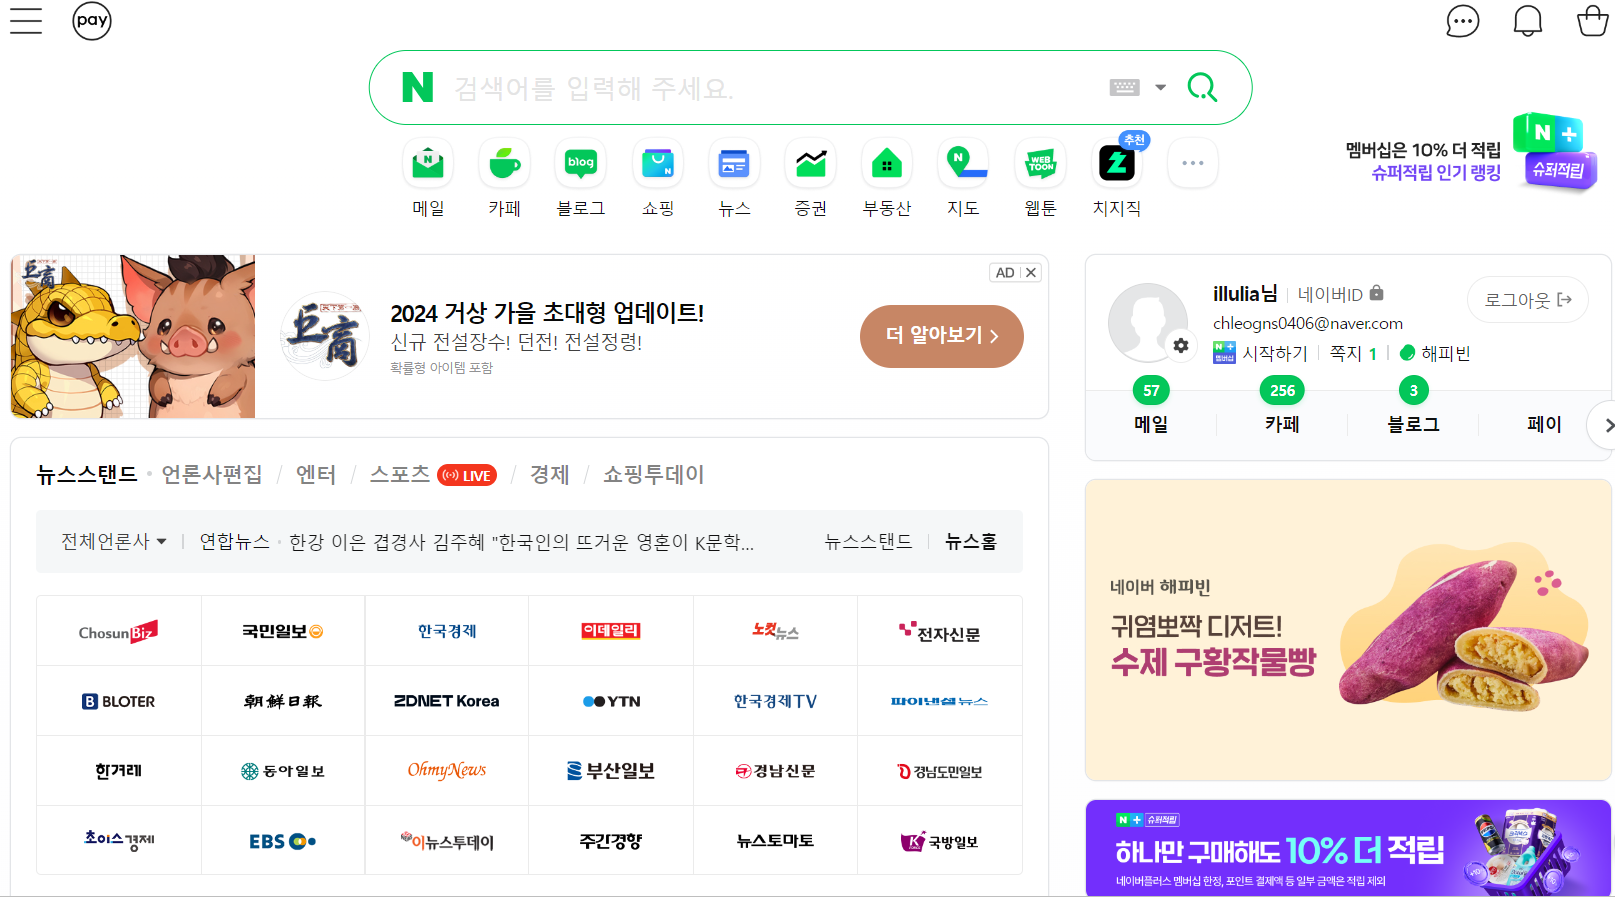 pay
N 검색어를 입력해 주세요.
추천
N blog N N WEB TOON
메일 카페 블로그 쇼핑 뉴스 증권 부동산 지도 웹툰 치지직
멤버십은 10% 더 적립
슈퍼적립 인기 랭킹
N +
슈퍼적립
巨商
天下第一商
巨商
2024 거상 가을 초대형 업데이트!
신규 전설장수! 던전! 전설정령!
확률형 아이템 포함
더 알아보기
AD
illulia님 네이버ID
로그아웃
chleogns0406@naver.com
N + 멤버십 시작하기 쪽지 1 해피빈
57 256 3
메일 카페 블로그 페이
뉴스스탠드 · 언론사편집 / 엔터 / 스포츠 LIVE / 경제 / 쇼핑투데이
전체언론사 연합뉴스 · 한강 이은 겹경사 김주혜 "한국인의 뜨거운 영혼이 K문학... 뉴스스탠드 뉴스홈
ChosunBiz 국민일보 한국경제 이데일리 노컷뉴스 전자신문
B BLOTER 朝鮮日報 ZDNET Korea YTN 한국경제TV 파이낸셜뉴스
한겨레 동아일보 OhmyNews 부산일보 경남신문 경남도민일보
초이스경제 EBS 이뉴스투데이 주간경향 뉴스토마토 국방일보
네이버 해피빈
귀염뽀짝 디저트!
수제 구황작물빵
N + 슈퍼적립
하나만 구매해도 10% 더 적립
네이버플러스 멤버십 한정, 포인트 결제액 등 일부 금액은 적립 제외